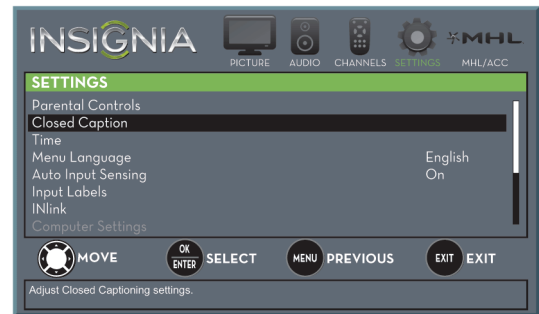 INSIGNIA
PICTURE AUDIO CHANNELS SETTINGS MHL MHL/ACC
SETTINGS
Parental Controls
Closed Caption
Time
Menu Language English
Auto Input Sensing On
Input Labels
INlink
Computer Settings
MOVE OK ENTER SELECT MENU PREVIOUS EXIT EXIT
Adjust Closed Captioning settings.